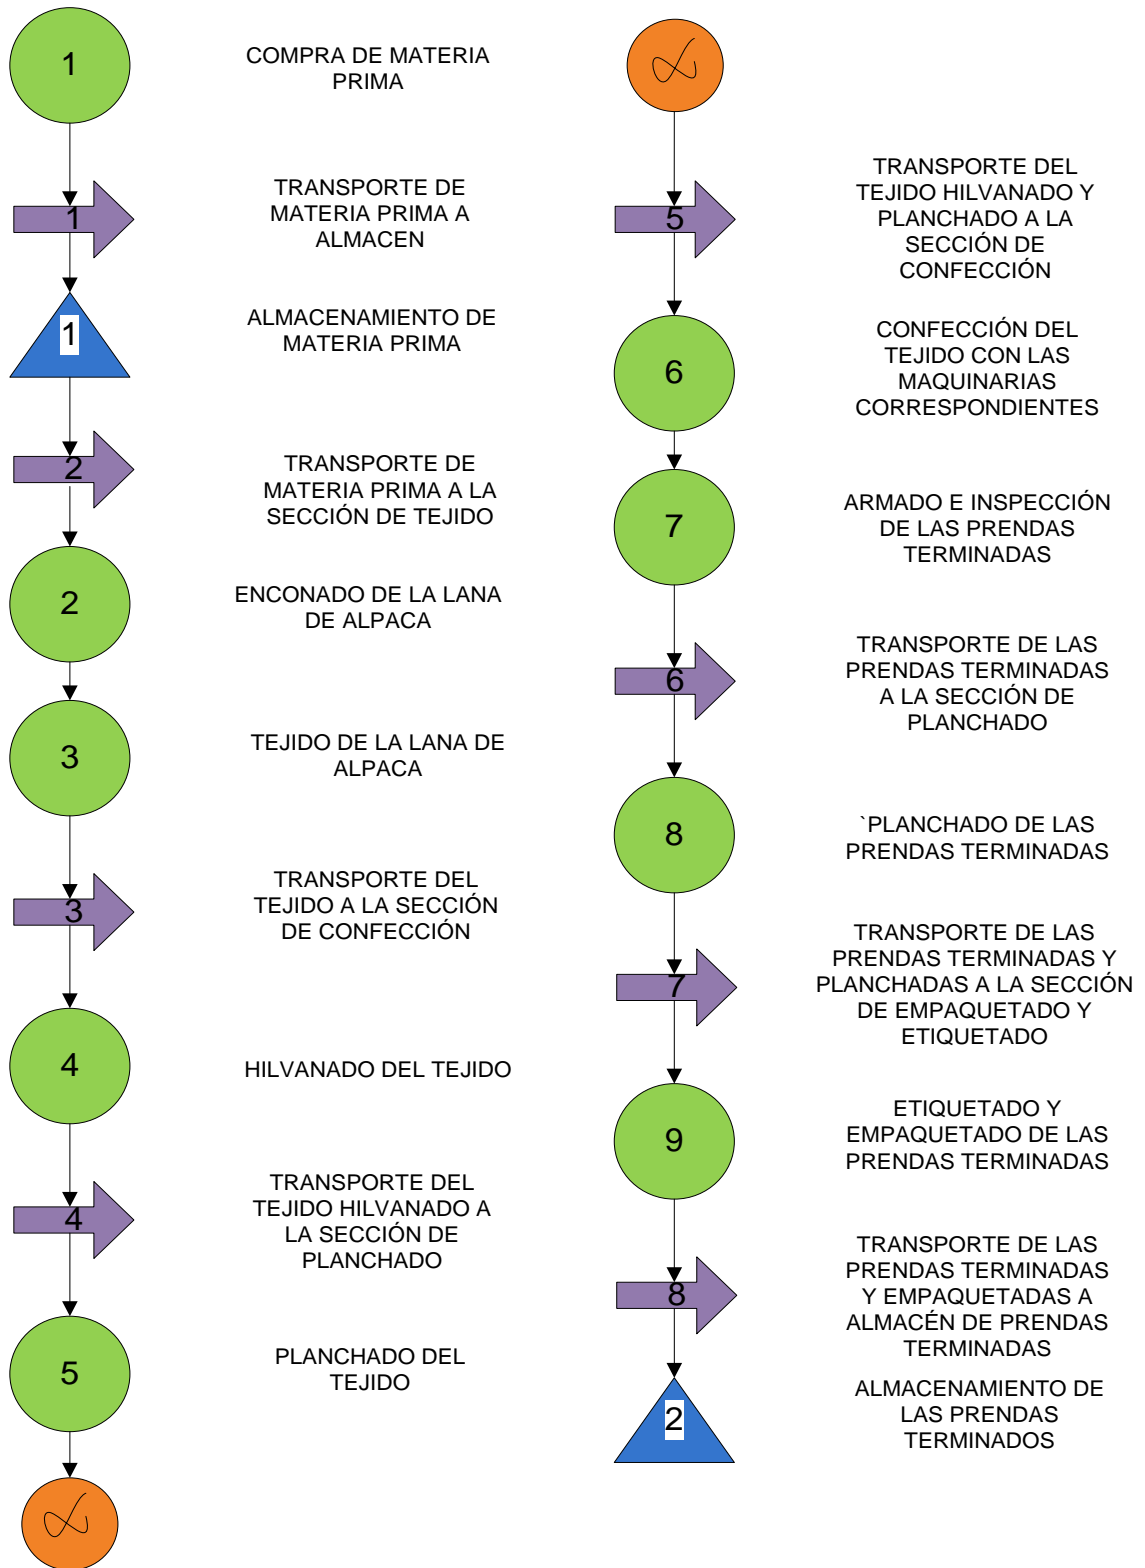 1
COMPRA DE MATERIA
PRIMA
1
TRANSPORTE DE
MATERIA PRIMA A
ALMACEN
1
ALMACENAMIENTO DE
MATERIA PRIMA
2
TRANSPORTE DE
MATERIA PRIMA A LA
SECCIÓN DE TEJIDO
2
ENCONADO DE LA LANA
DE ALPACA
3
TEJIDO DE LA LANA DE
ALPACA
3
TRANSPORTE DEL
TEJIDO A LA SECCIÓN
DE CONFECCIÓN
4
HILVANADO DEL TEJIDO
4
TRANSPORTE DEL
TEJIDO HILVANADO A
LA SECCIÓN DE
PLANCHADO
5
PLANCHADO DEL
TEJIDO
∝
∝
5
TRANSPORTE DEL
TEJIDO HILVANADO Y
PLANCHADO A LA
SECCIÓN DE
CONFECCIÓN
6
CONFECCIÓN DEL
TEJIDO CON LAS
MAQUINARIAS
CORRESPONDIENTES
7
ARMADO E INSPECCIÓN
DE LAS PRENDAS
TERMINADAS
6
TRANSPORTE DE LAS
PRENDAS TERMINADAS
A LA SECCIÓN DE
PLANCHADO
8
`PLANCHADO DE LAS
PRENDAS TERMINADAS
7
TRANSPORTE DE LAS
PRENDAS TERMINADAS Y
PLANCHADAS A LA SECCIÓN
DE EMPAQUETADO Y
ETIQUETADO
9
ETIQUETADO Y
EMPAQUETADO DE LAS
PRENDAS TERMINADAS
8
TRANSPORTE DE LAS
PRENDAS TERMINADAS
Y EMPAQUETADAS A
ALMACÉN DE PRENDAS
TERMINADAS
2
ALMACENAMIENTO DE
LAS PRENDAS
TERMINADOS